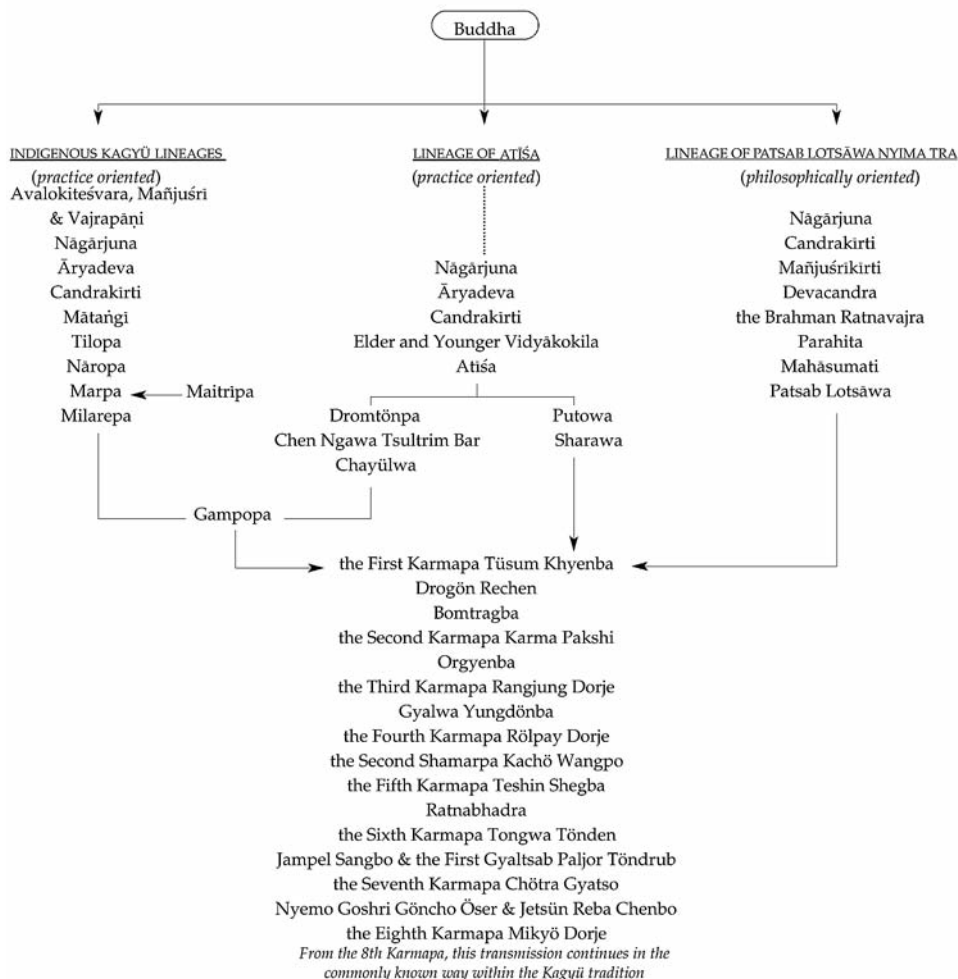 Buddha
INDIGENOUS KAGYÜ LINEAGES
(practice oriented)
Avalokiteśvara, Mañjuśrī
& Vajrapāṇi
Nāgārjuna
Āryadeva
Candrakīrti
Mātaṅgī
Tilopa
Nāropa
Marpa
Maitrīpa
Milarepa
LINEAGE OF ATĪŚA
(practice oriented)
Nāgārjuna
Āryadeva
Candrakīrti
Elder and Younger Vidyākokila
Atīśa
Dromtönpa
Chen Ngawa Tsultrim Bar
Chayülwa
Putowa
Sharawa
LINEAGE OF PATSAB LOTSĀWA NYIMA TRA
(philosophically oriented)
Nāgārjuna
Candrakīrti
Mañjuśrīkīrti
Devacandra
the Brahman Ratnavajra
Parahita
Mahāsumati
Patsab Lotsāwa
Gampopa
the First Karmapa Tüsum Khyenba
Drogön Rechen
Bomtragba
the Second Karmapa Karma Pakshi
Orgyenba
the Third Karmapa Rangjung Dorje
Gyalwa Yungdönba
the Fourth Karmapa Rölpay Dorje
the Second Shamarpa Kachö Wangpo
the Fifth Karmapa Teshin Shegba
Ratnabhadra
the Sixth Karmapa Tongwa Tönden
Jampel Sangbo & the First Gyaltsab Paljor Töndrub
the Seventh Karmapa Chötra Gyatso
Nyemo Goshri Göncho Öser & Jetsün Reba Chenbo
the Eighth Karmapa Mikyö Dorje
From the 8th Karmapa, this transmission continues in the
commonly known way within the Kagyü tradition